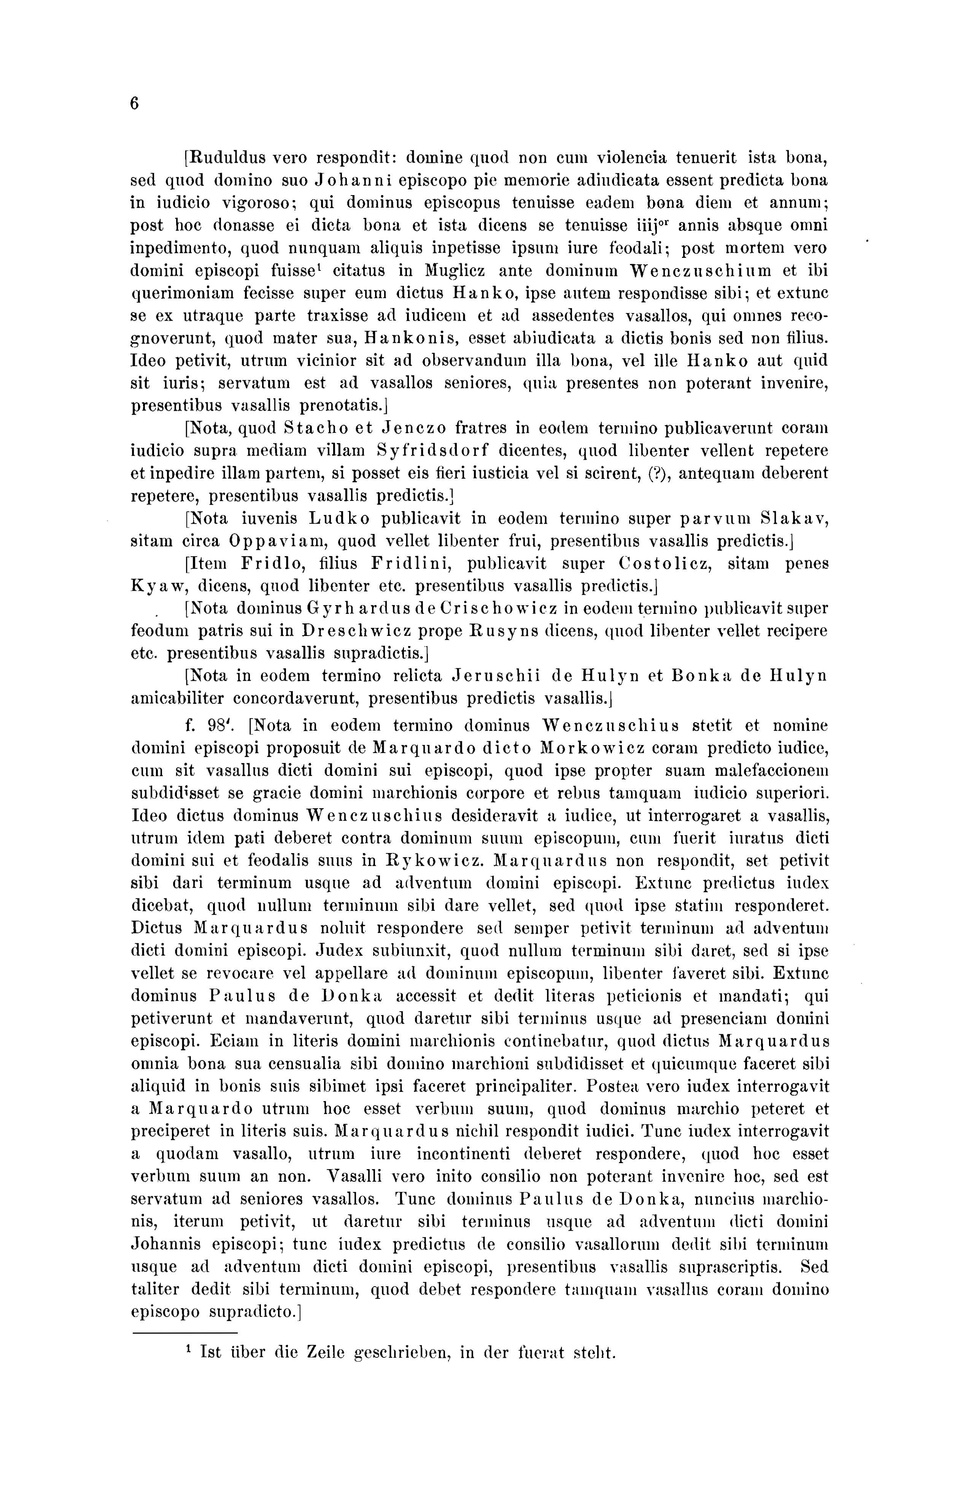 6
[Ruduldus vero respondit: domine quod non cum violencia tenuerit ista bona,
sed quod domino suo Johanni episcopo pie memorie adiudicata essent predicta bona
in iudicio vigoroso; qui dominus episcopus tenuisse eadem bona diem et annum;
post hoc donasse ei dicta bona et ista dicens se tenuisse iiijor annis absque omni
inpedimento, quod nunquam aliquis inpetisse ipsum iure feodali; post mortem vero
domini episcopi fuisse¹ citatus in Muglicz ante dominum Wenczuschium et ibi
querimoniam fecisse super eum dictus Hanko, ipse autem respondisse sibi; et extunc
se ex utraque parte traxisse ad iudicem et ad assedentes vasallos, qui omnes reco-
gnoverunt, quod mater sua, Hankonis, esset abiudicata a dictis bonis sed non filius.
Ideo petivit, utrum vicinior sit ad observandum illa bona, vel ille Hanko aut quid
sit iuris; servatum est ad vasallos seniores, quia presentes non poterant invenire,
presentibus vasallis prenotatis.]
[Nota, quod Stacho et Jenczo fratres in eodem termino publicaverunt coram
iudicio supra mediam villam Syfridsdorf dicentes, quod libenter vellent repetere
et inpedire illam partem, si posset eis fieri iusticia vel si scirent, (?), antequam deberent
repetere, presentibus vasallis predictis.]
[Nota iuvenis Ludko publicavit in eodem termino super parvum Slakav,
sitam circa Oppaviam, quod vellet libenter frui, presentibus vasallis predictis.]
[Item Fridlo, filius Fridlini, publicavit super Costolicz, sitam penes
Kyaw, dicens, quod libenter etc. presentibus vasallis predictis.]
[Nota dominus Gyrhardus de Crischowicz in eodem termino publicavit super
feodum patris sui in Dreschwicz prope Rusyns dicens, quod libenter vellet recipere
etc. presentibus vasallis supradictis.]
[Nota in eodem termino relicta Jeruschii de Hulyn et Bonka de Hulyn
amicabiliter concordaverunt, presentibus predictis vasallis.]
f. 98'. [Nota in eodem termino dominus Wenczuschius stetit et nomine
domini episcopi proposuit de Marquardo dicto Morkowicz coram predicto iudice,
cum sit vasallus dicti domini sui episcopi, quod ipse propter suam malefaccionem
subdidisset se gracie domini marchionis corpore et rebus tamquam iudicio superiori.
Ideo dictus dominus Wenczuschius desideravit a iudice, ut interrogaret a vasallis,
utrum idem pati deberet contra dominum suum episcopum, cum fuerit iuratus dicti
domini sui et feodalis suus in Rykowicz. Marquardus non respondit, set petivit
sibi dari terminum usque ad adventum domini episcopi. Extunc predictus iudex
dicebat, quod nullum terminum sibi dare vellet, sed quod ipse statim responderet.
Dictus Marquardus noluit respondere sed semper petivit terminum ad adventum
dicti domini episcopi. Judex subiunxit, quod nullum terminum sibi daret, sed si ipse
vellet se revocare vel appellare ad dominum episcopum, libenter faveret sibi. Extunc
dominus Paulus de Donka accessit et dedit literas peticionis et mandati; qui
petiverunt et mandaverunt, quod daretur sibi terminus usque ad presenciam domini
episcopi. Eciam in literis domini marchionis continebatur, quod dictus Marquardus
omnia bona sua censualia sibi domino marchioni subdidisset et quicumque faceret sibi
aliquid in bonis suis sibimet ipsi faceret principaliter. Postea vero iudex interrogavit
a Marquardo utrum hoc esset verbum suum, quod dominus marchio peteret et
preciperet in literis suis. Marquardus nichil respondit iudici. Tunc iudex interrogavit
a quodam vasallo, utrum iure incontinenti deberet respondere, quod hoc esset
verbum suum an non. Vasalli vero inito consilio non poterant invenire hoc, sed est
servatum ad seniores vasallos. Tunc dominus Paulus de Donka, nuncius marchio-
nis, iterum petivit, ut daretur sibi terminus usque ad adventum dicti domini
Johannis episcopi; tunc iudex predictus de consilio vasallorum dedit sibi terminum
usque ad adventum dicti domini episcopi, presentibus vasallis suprascriptis. Sed
taliter dedit sibi terminum, quod debet respondere tamquam vasallus coram domino
episcopo supradicto.]
¹ Ist über die Zeile geschrieben, in der fuerat steht.